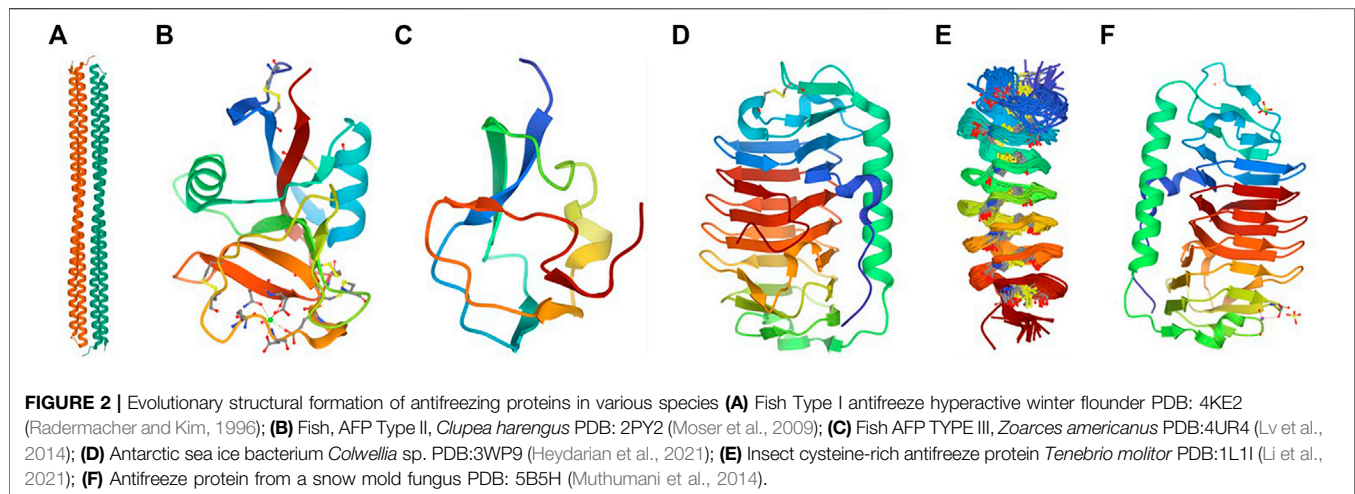 A B C D E F
FIGURE 2 | Evolutionary structural formation of antifreezing proteins in various species (A) Fish Type I antifreeze hyperactive winter flounder PDB: 4KE2
(Radermacher and Kim, 1996); (B) Fish, AFP Type II, Clupea harengus PDB: 2PY2 (Moser et al., 2009); (C) Fish AFP TYPE III, Zoarces americanus PDB:4UR4 (Lv et al.,
2014); (D) Antarctic sea ice bacterium Colwellia sp. PDB:3WP9 (Heydarian et al., 2021); (E) Insect cysteine-rich antifreeze protein Tenebrio molitor PDB:1L1I (Li et al.,
2021); (F) Antifreeze protein from a snow mold fungus PDB: 5B5H (Muthumani et al., 2014).